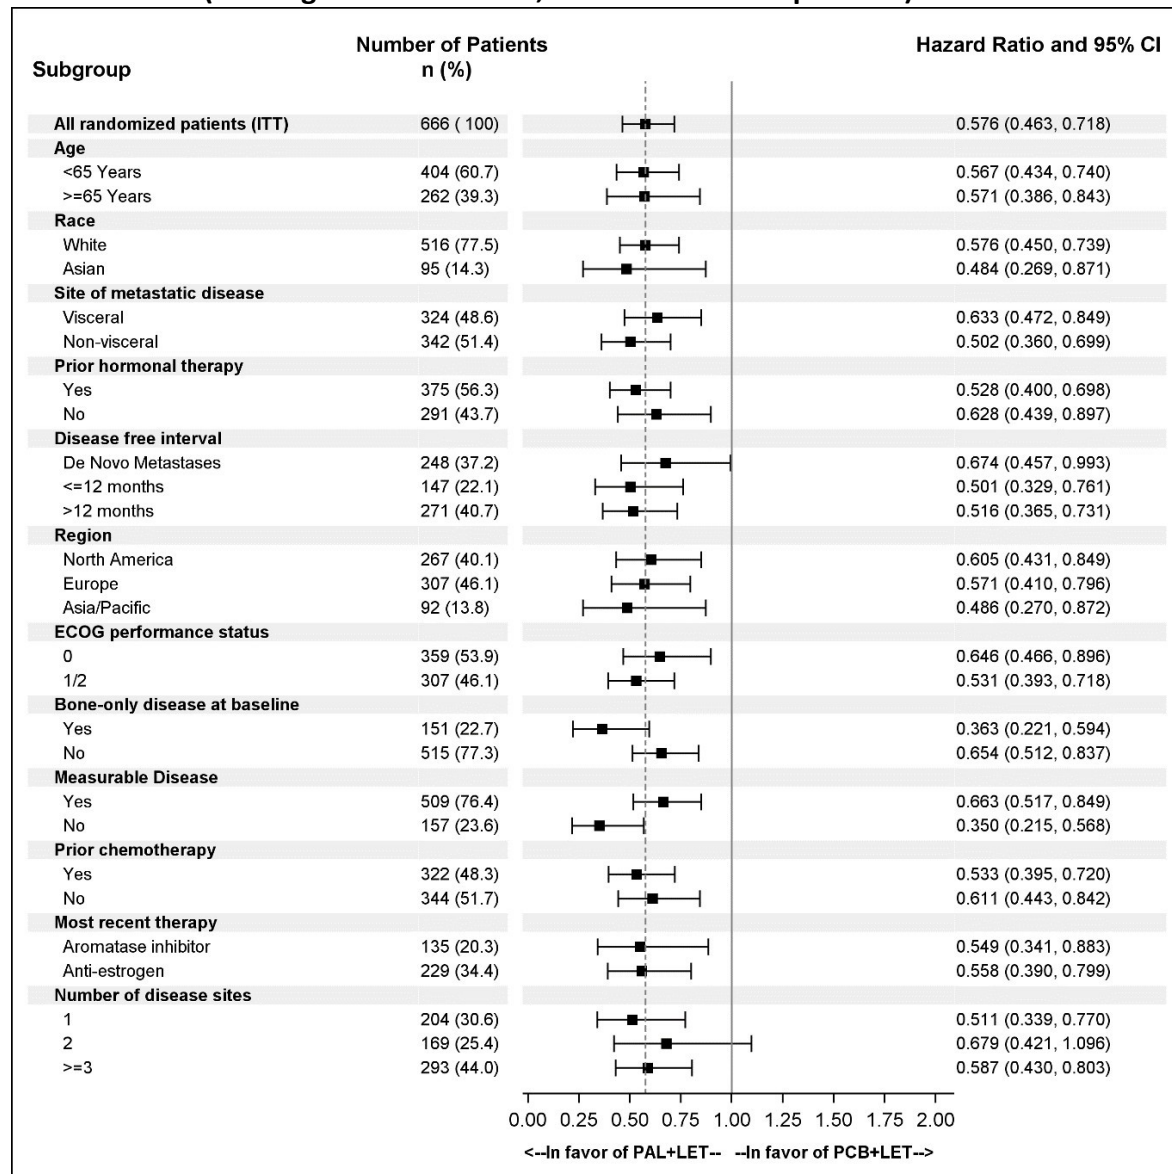 Number of Patients Hazard Ratio and 95% CI
Subgroup n (%)
All randomized patients (ITT) 666 ( 100) 0.576 (0.463, 0.718)
Age
<65 Years 404 (60.7) 0.567 (0.434, 0.740)
>=65 Years 262 (39.3) 0.571 (0.386, 0.843)
Race
White 516 (77.5) 0.576 (0.450, 0.739)
Asian 95 (14.3) 0.484 (0.269, 0.871)
Site of metastatic disease
Visceral 324 (48.6) 0.633 (0.472, 0.849)
Non-visceral 342 (51.4) 0.502 (0.360, 0.699)
Prior hormonal therapy
Yes 375 (56.3) 0.528 (0.400, 0.698)
No 291 (43.7) 0.628 (0.439, 0.897)
Disease free interval
De Novo Metastases 248 (37.2) 0.674 (0.457, 0.993)
<=12 months 147 (22.1) 0.501 (0.329, 0.761)
>12 months 271 (40.7) 0.516 (0.365, 0.731)
Region
North America 267 (40.1) 0.605 (0.431, 0.849)
Europe 307 (46.1) 0.571 (0.410, 0.796)
Asia/Pacific 92 (13.8) 0.486 (0.270, 0.872)
ECOG performance status
0 359 (53.9) 0.646 (0.466, 0.896)
1/2 307 (46.1) 0.531 (0.393, 0.718)
Bone-only disease at baseline
Yes 151 (22.7) 0.363 (0.221, 0.594)
No 515 (77.3) 0.654 (0.512, 0.837)
Measurable Disease
Yes 509 (76.4) 0.663 (0.517, 0.849)
No 157 (23.6) 0.350 (0.215, 0.568)
Prior chemotherapy
Yes 322 (48.3) 0.533 (0.395, 0.720)
No 344 (51.7) 0.611 (0.443, 0.842)
Most recent therapy
Aromatase inhibitor 135 (20.3) 0.549 (0.341, 0.883)
Anti-estrogen 229 (34.4) 0.558 (0.390, 0.799)
Number of disease sites
1 204 (30.6) 0.511 (0.339, 0.770)
2 169 (25.4) 0.679 (0.421, 1.096)
>=3 293 (44.0) 0.587 (0.430, 0.803)
0.00 0.25 0.50 0.75 1.00 1.25 1.50 1.75 2.00
<--In favor of PAL+LET-- --In favor of PCB+LET-->